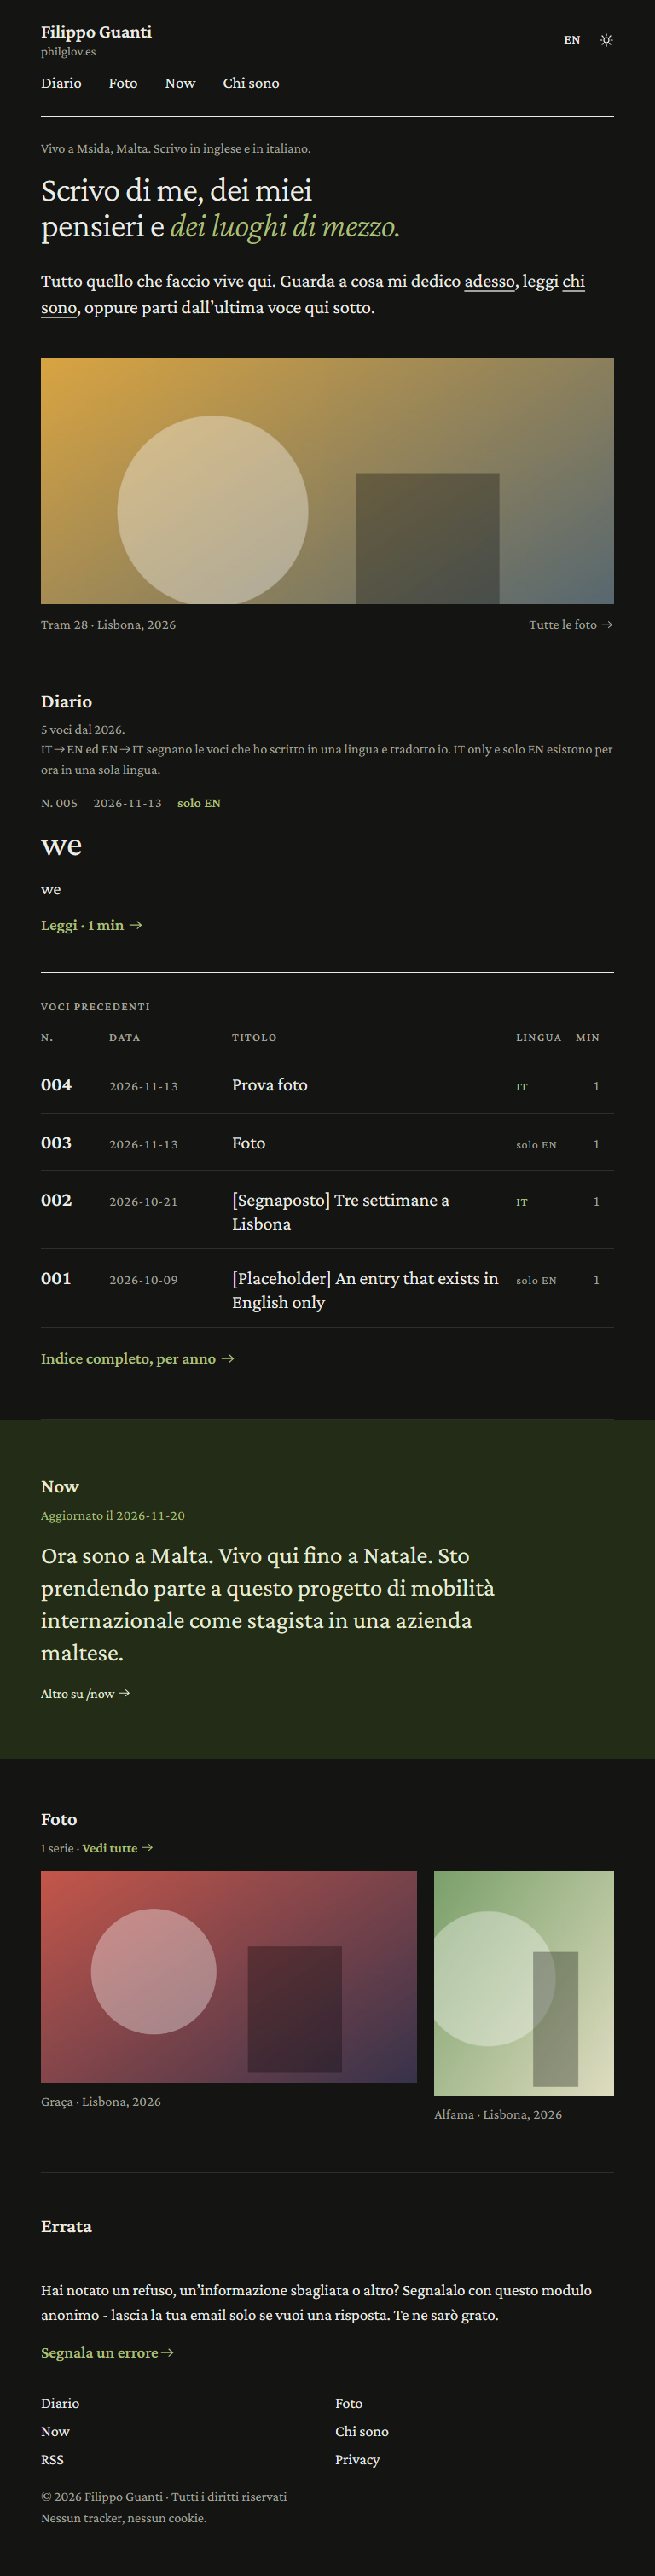 Filippo Guanti
philglov.es
EN
Diario Foto Now Chi sono
Vivo a Msida, Malta. Scrivo in inglese e in italiano.
Scrivo di me, dei miei
pensieri e dei luoghi di mezzo.
Tutto quello che faccio vive qui. Guarda a cosa mi dedico adesso, leggi chi
sono, oppure parti dall’ultima voce qui sotto.
Tram 28 · Lisbona, 2026
Tutte le foto →
Diario
5 voci dal 2026.
IT→EN ed EN→IT segnano le voci che ho scritto in una lingua e tradotto io. IT only e solo EN esistono per
ora in una sola lingua.
N. 005 2026-11-13 solo EN
we
we
Leggi · 1 min →
VOCI PRECEDENTI
N. DATA TITOLO LINGUA MIN
004 2026-11-13 Prova foto IT 1
003 2026-11-13 Foto solo EN 1
002 2026-10-21 [Segnaposto] Tre settimane a IT 1
Lisbona
001 2026-10-09 [Placeholder] An entry that exists in solo EN 1
English only
Indice completo, per anno →
Now
Aggiornato il 2026-11-20
Ora sono a Malta. Vivo qui fino a Natale. Sto
prendendo parte a questo progetto di mobilità
internazionale come stagista in una azienda
maltese.
Altro su /now →
Foto
1 serie · Vedi tutte →
Graça · Lisbona, 2026
Alfama · Lisbona, 2026
Errata
Hai notato un refuso, un’informazione sbagliata o altro? Segnalalo con questo modulo
anonimo - lascia la tua email solo se vuoi una risposta. Te ne sarò grato.
Segnala un errore→
Diario Foto
Now Chi sono
RSS Privacy
© 2026 Filippo Guanti · Tutti i diritti riservati
Nessun tracker, nessun cookie.